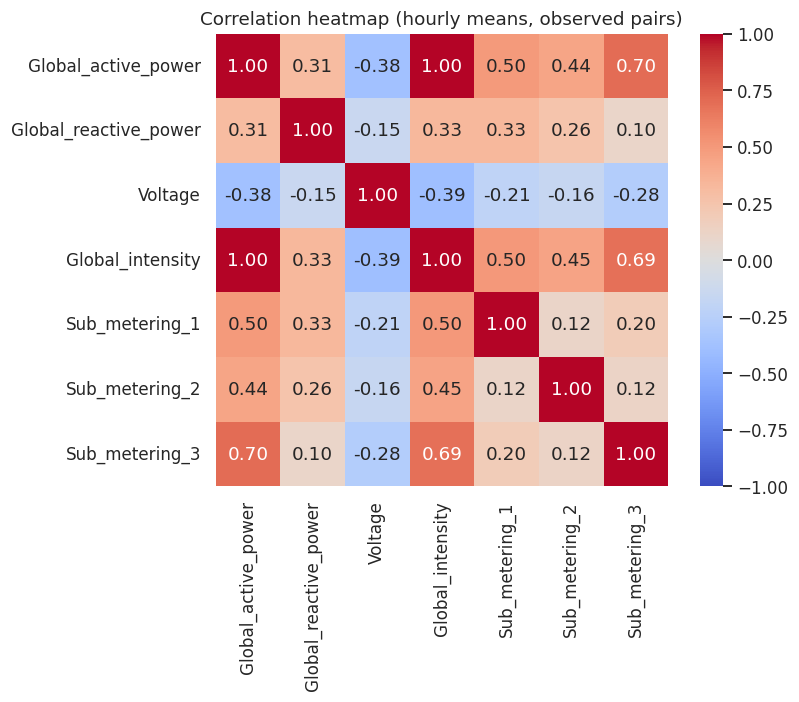 Correlation heatmap (hourly means, observed pairs)
Global_active_power 1.00 0.31 -0.38 1.00 0.50 0.44 0.70
Global_reactive_power 0.31 1.00 -0.15 0.33 0.33 0.26 0.10
Voltage -0.38 -0.15 1.00 -0.39 -0.21 -0.16 -0.28
Global_intensity 1.00 0.33 -0.39 1.00 0.50 0.45 0.69
Sub_metering_1 0.50 0.33 -0.21 0.50 1.00 0.12 0.20
Sub_metering_2 0.44 0.26 -0.16 0.45 0.12 1.00 0.12
Sub_metering_3 0.70 0.10 -0.28 0.69 0.20 0.12 1.00
Global_active_power
Global_reactive_power
Voltage
Global_intensity
Sub_metering_1
Sub_metering_2
Sub_metering_3
1.00
0.75
0.50
0.25
0.00
−0.25
−0.50
−0.75
−1.00